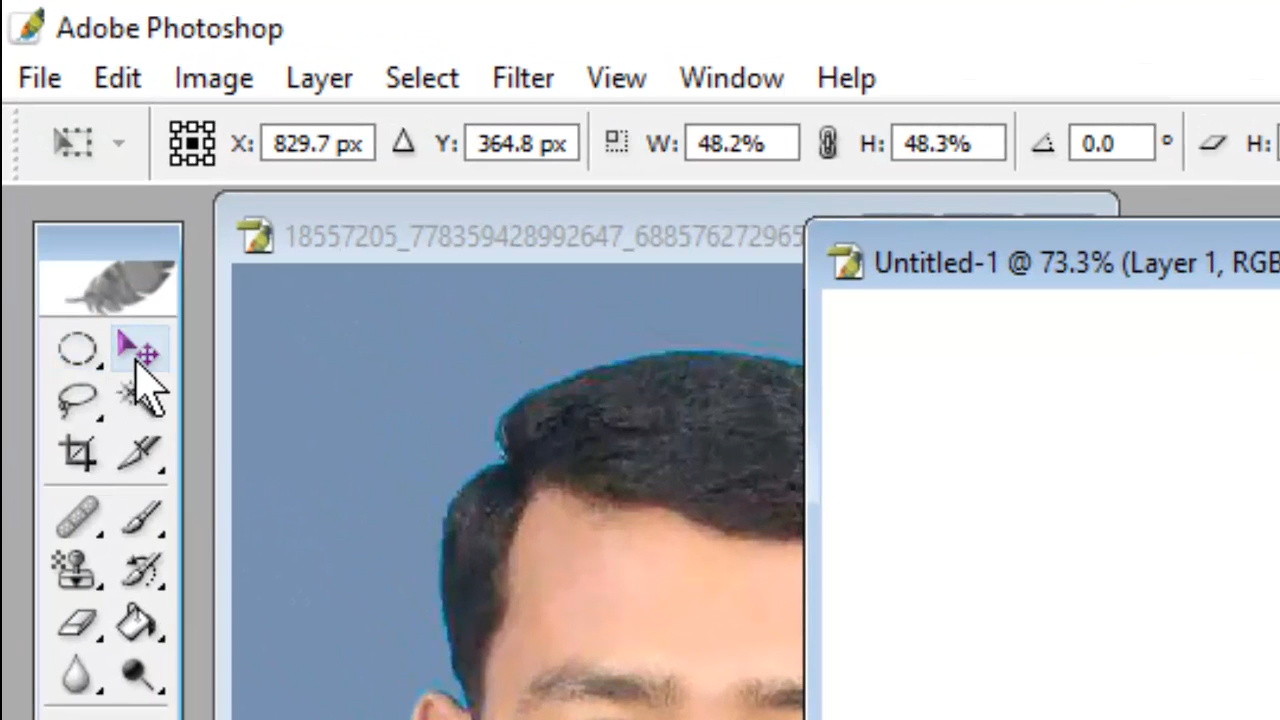 Adobe Photoshop
File Edit Image Layer Select Filter View Window Help
X: 829.7 px Y: 364.8 px W: 48.2% H: 48.3% 0.0 ° H:
18557205_778359428992647_688576272965
Untitled-1 @ 73.3% (Layer 1, RGB